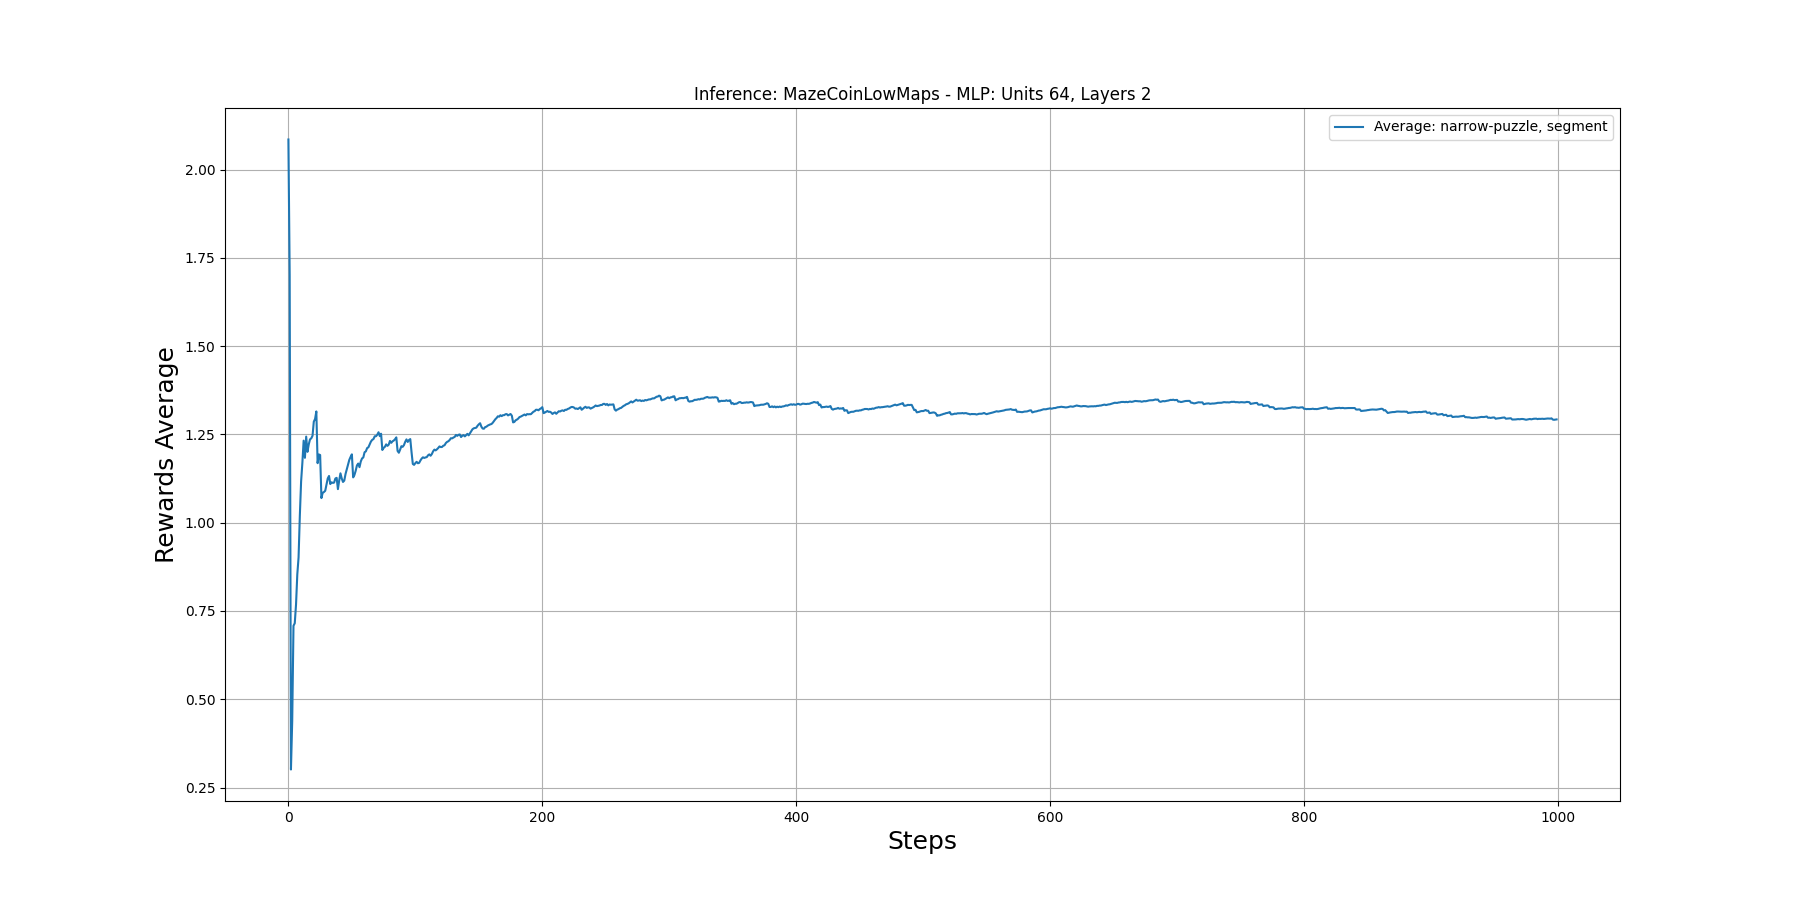 Inference: MazeCoinLowMaps - MLP: Units 64, Layers 2
Average: narrow-puzzle, segment
Rewards Average
2.00
1.75
1.50
1.25
1.00
0.75
0.50
0.25
0 200 400 600 800 1000
Steps